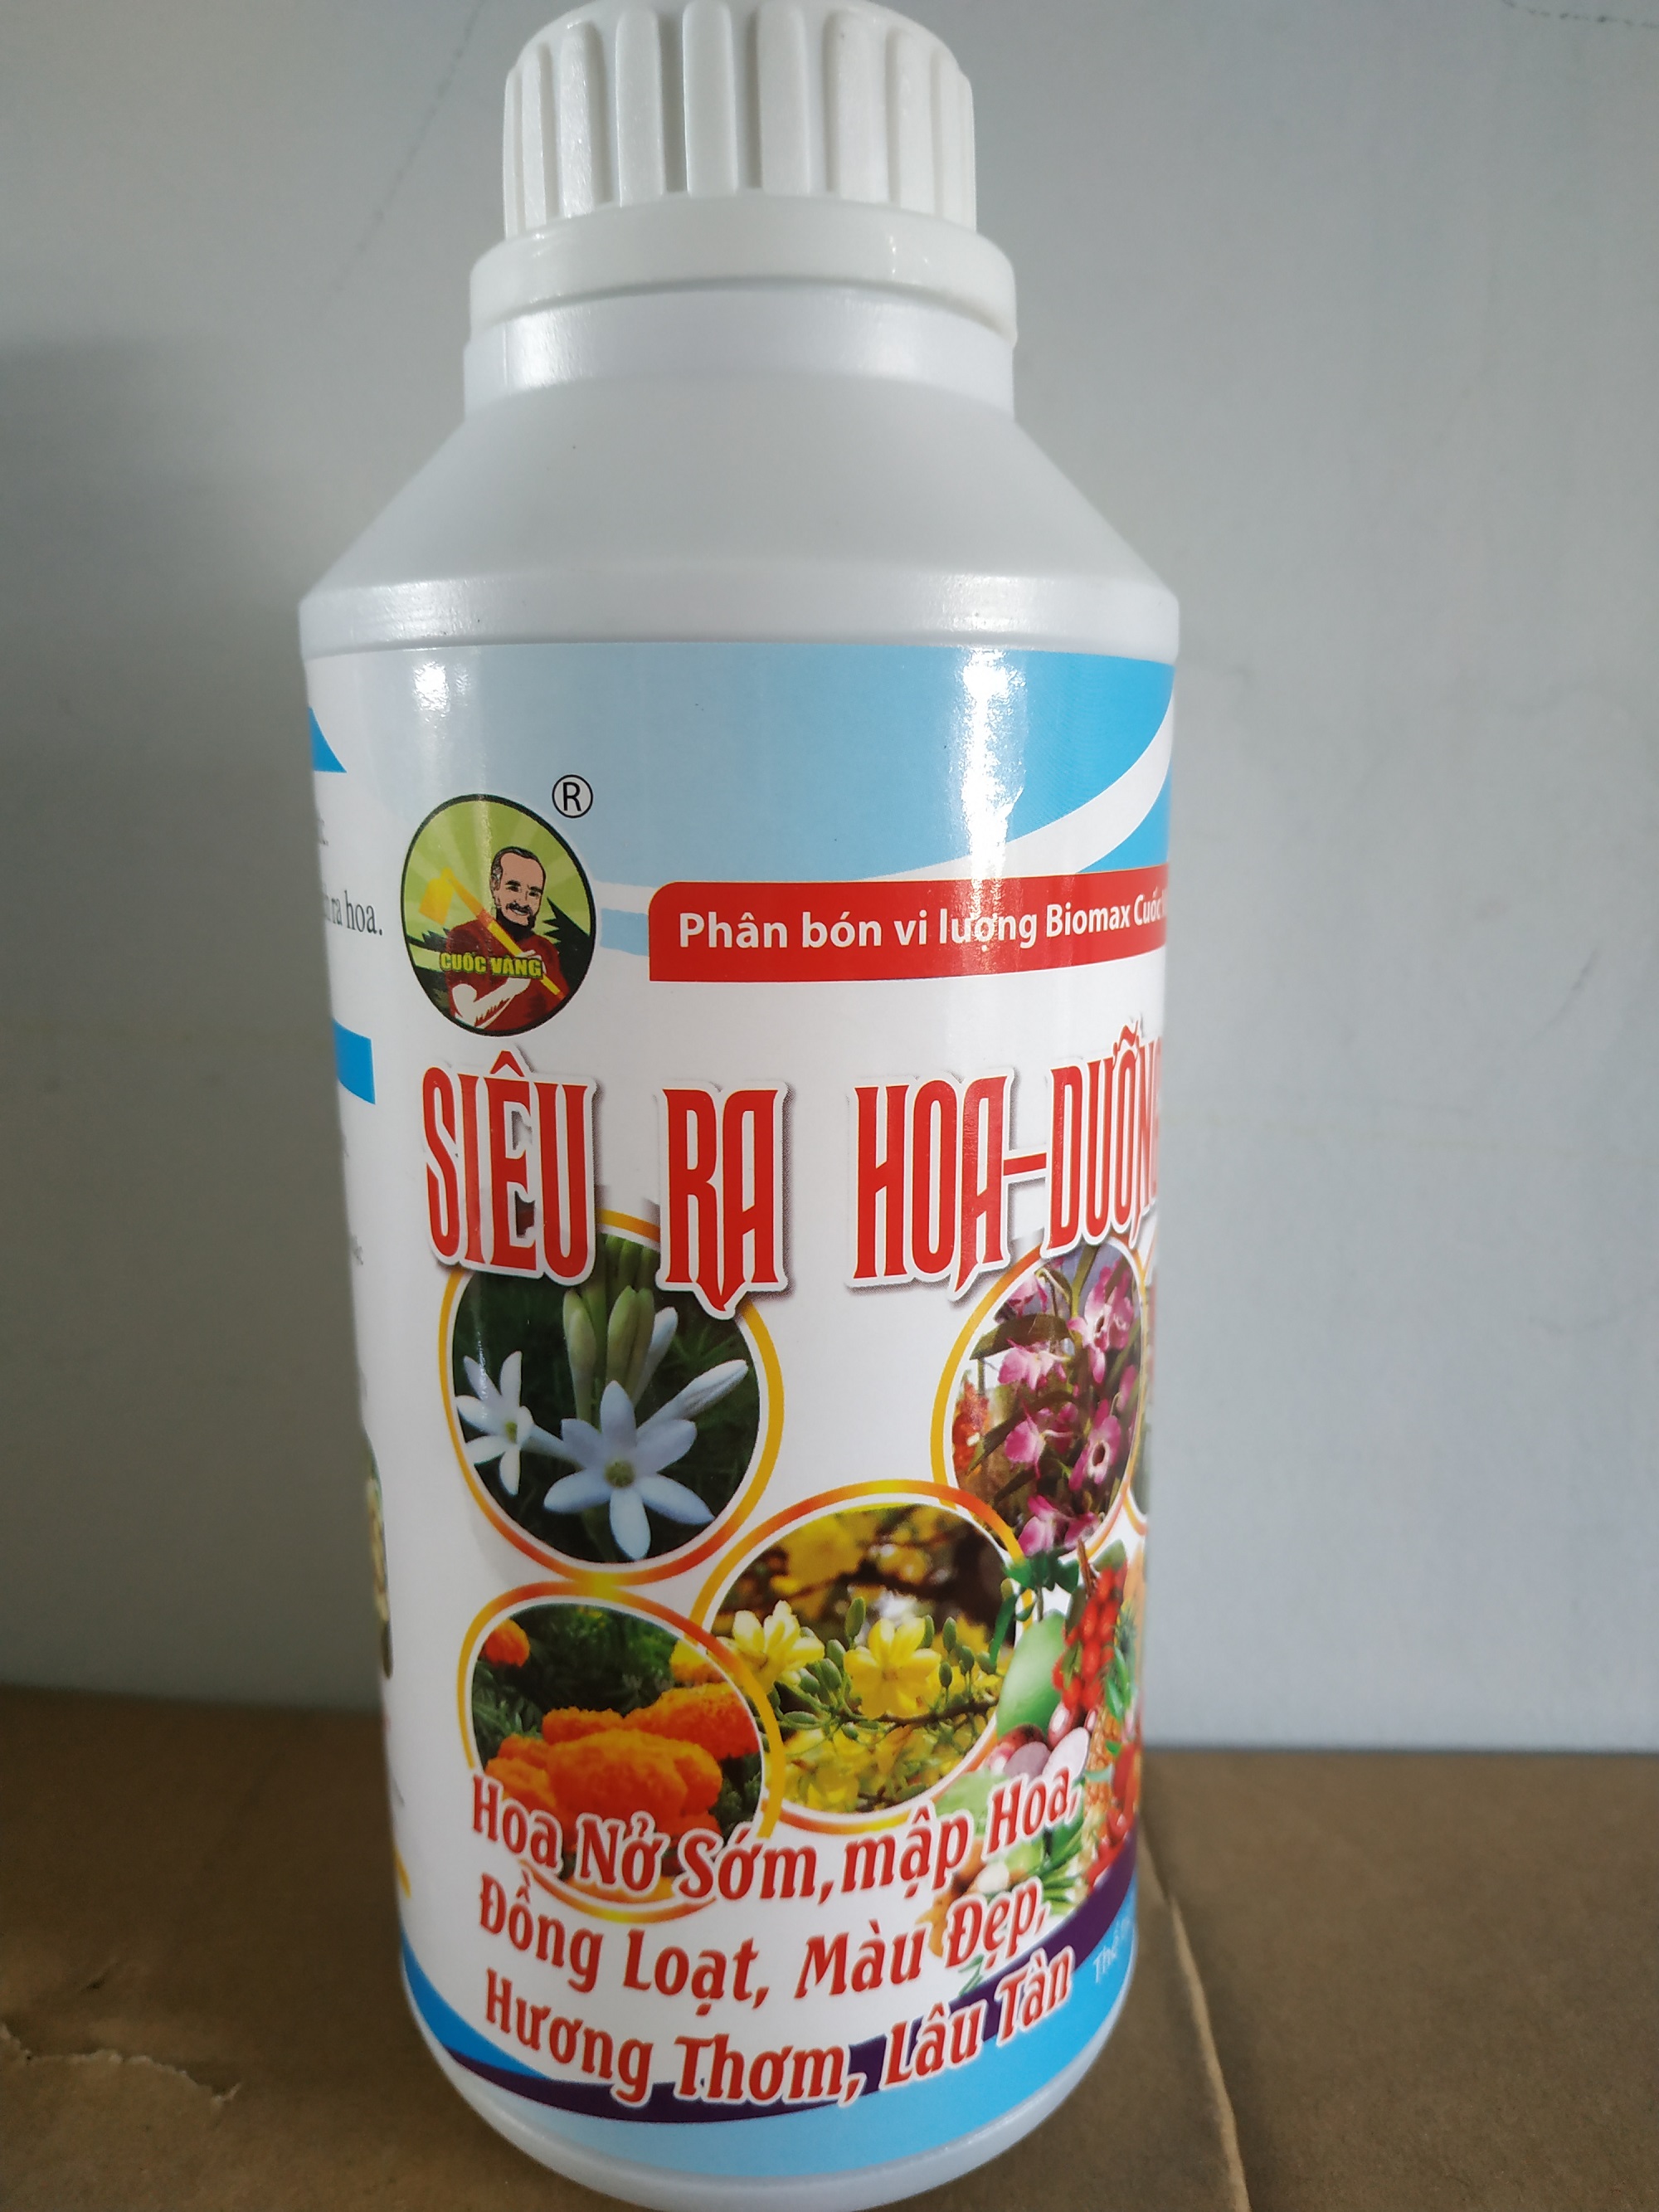 ®
CUỐC VÀNG
Phân bón vi lượng Biomax Cuốc
ra hoa.
SIÊU RA HOA-DƯỠNG
Hoa Nở Sớm, mập Hoa,
Đồng Loạt, Màu Đẹp,
Hương Thơm, Lâu Tàn